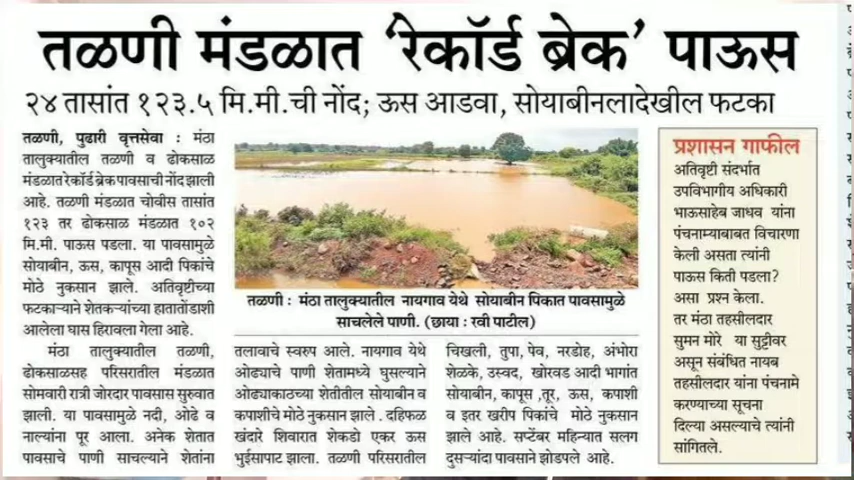 तळणी मंडळात ‘रेकॉर्ड ब्रेक’ पाऊस
२४ तासांत १२३.५ मि.मी.ची नोंद; ऊस आडवा, सोयाबीनलादेखील फटका
तळणी, पुढारी वृत्तसेवा : मंठा
तालुक्यातील तळणी व ढोकसाळ
मंडळात रेकॉर्ड ब्रेक पावसाची नोंद झाली
आहे. तळणी मंडळात चोवीस तासांत
१२३ तर ढोकसाळ मंडळात १०२
मि.मी. पाऊस पडला. या पावसामुळे
सोयाबीन, ऊस, कापूस आदी पिकांचे
मोठे नुकसान झाले. अतिवृष्टीच्या
फटकाऱ्याने शेतकऱ्यांच्या हातातोंडाशी
आलेला घास हिरावला गेला आहे.
मंठा तालुक्यातील तळणी,
ढोकसाळसह परिसरातील मंडळात
सोमवारी रात्री जोरदार पावसास सुरुवात
झाली. या पावसामुळे नदी, ओढे व
नाल्यांना पूर आला. अनेक शेतात
पावसाचे पाणी साचल्याने शेतांना
तळणी : मंठा तालुक्यातील नायगाव येथे सोयाबीन पिकात पावसामुळे
साचलेले पाणी. (छाया : रवी पाटील)
तलावाचे स्वरुप आले. नायगाव येथे
ओढ्याचे पाणी शेतामध्ये घुसल्याने
ओढ्याकाठच्या शेतीतील सोयाबीन व
कपाशीचे मोठे नुकसान झाले. दहिफळ
खंदारे शिवारात शेकडो एकर ऊस
भुईसापाट झाला. तळणी परिसरातील
चिखली, तुपा, पेव, नरडोह, अंभोरा
शेळके, उस्वद, खोरवड आदी भागांत
सोयाबीन, कापूस ,तूर, ऊस, कपाशी
व इतर खरीप पिकांचे मोठे नुकसान
झाले आहे. सप्टेंबर महिन्यात सलग
दुसऱ्यांदा पावसाने झोडपले आहे.
प्रशासन गाफील
अतिवृष्टी संदर्भात
उपविभागीय अधिकारी
भाऊसाहेब जाधव यांना
पंचनाम्याबाबत विचारणा
केली असता त्यांनी
पाऊस किती पडला?
असा प्रश्न केला.
तर मंठा तहसीलदार
सुमन मोरे या सुट्टीवर
असून संबंधित नायब
तहसीलदार यांना पंचनामे
करण्याच्या सूचना
दिल्या असल्याचे त्यांनी
सांगितले.